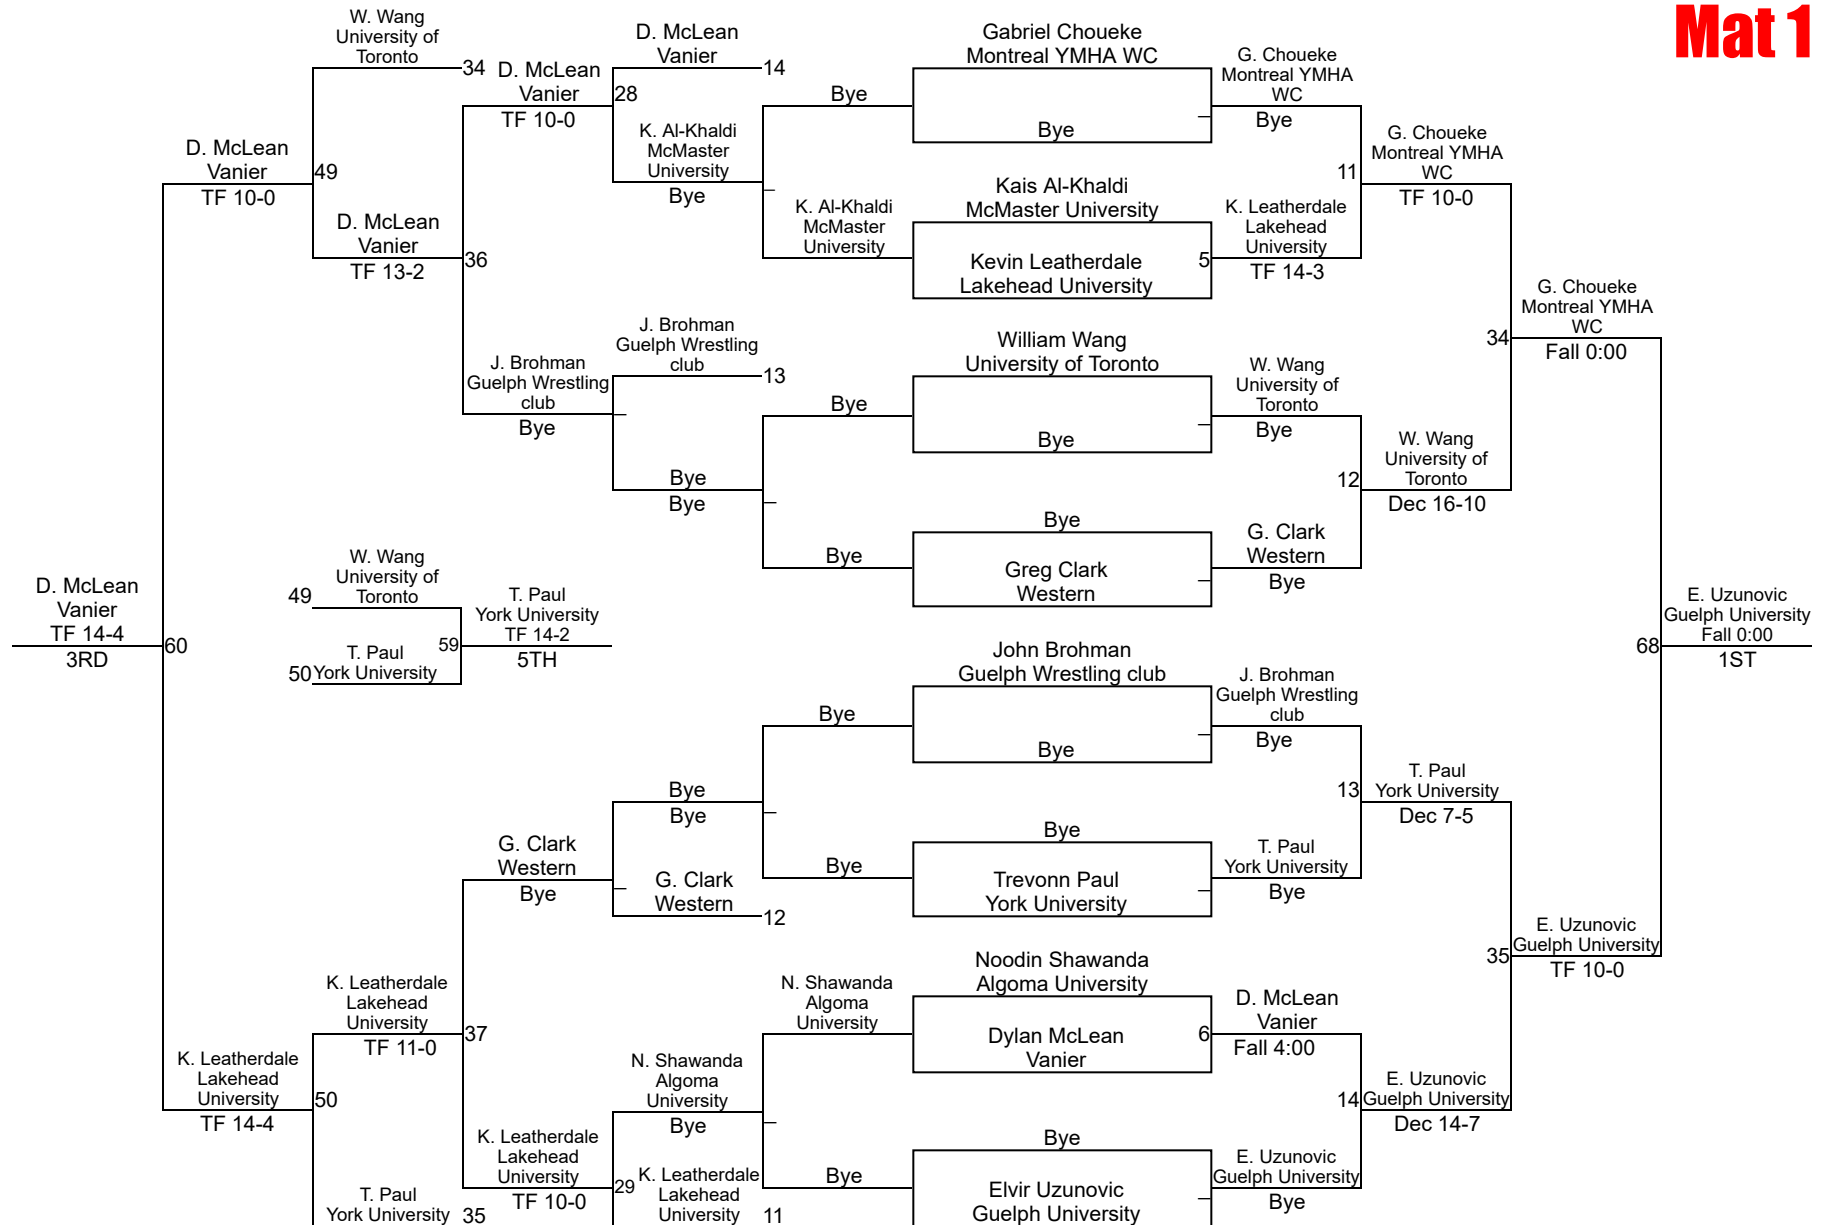 Mat 1
W. Wang
University of
Toronto
34
D. McLean
Vanier
TF 10-0
28
D. McLean
Vanier
14
K. Al-Khaldi
McMaster
University
Bye
D. McLean
Vanier
TF 10-0
49
D. McLean
Vanier
TF 13-2
36
Bye
K. Al-Khaldi
McMaster
University
Gabriel Choueke
Montreal YMHA WC
Bye
G. Choueke
Montreal YMHA
WC
Bye
Kais Al-Khaldi
McMaster University
Kevin Leatherdale
Lakehead University
5
K. Leatherdale
Lakehead
University
TF 14-3
11
G. Choueke
Montreal YMHA
WC
TF 10-0
J. Brohman
Guelph Wrestling
club
Bye
J. Brohman
Guelph Wrestling
club
13
Bye
Bye
Bye
Bye
William Wang
University of Toronto
Bye
W. Wang
University of
Toronto
Bye
Bye
Greg Clark
Western
G. Clark
Western
Bye
12
W. Wang
University of
Toronto
Dec 16-10
34
G. Choueke
Montreal YMHA
WC
Fall 0:00
D. McLean
Vanier
TF 14-4
3RD
60
49
W. Wang
University of
Toronto
50
T. Paul
York University
59
T. Paul
York University
TF 14-2
5TH
68
E. Uzunovic
Guelph University
Fall 0:00
1ST
John Brohman
Guelph Wrestling club
Bye
J. Brohman
Guelph Wrestling
club
Bye
Bye
Bye
Bye
Bye
Bye
Trevonn Paul
York University
T. Paul
York University
Bye
13
T. Paul
York University
Dec 7-5
G. Clark
Western
Bye
G. Clark
Western
12
35
E. Uzunovic
Guelph University
TF 10-0
K. Leatherdale
Lakehead
University
TF 11-0
37
N. Shawanda
Algoma
University
Noodin Shawanda
Algoma University
Dylan McLean
Vanier
6
D. McLean
Vanier
Fall 4:00
K. Leatherdale
Lakehead
University
TF 14-4
50
N. Shawanda
Algoma
University
Bye
14
E. Uzunovic
Guelph University
Dec 14-7
K. Leatherdale
Lakehead
University
TF 10-0
29
K. Leatherdale
Lakehead
University
11
Bye
Bye
Elvir Uzunovic
Guelph University
E. Uzunovic
Guelph University
Bye
T. Paul
York University
35